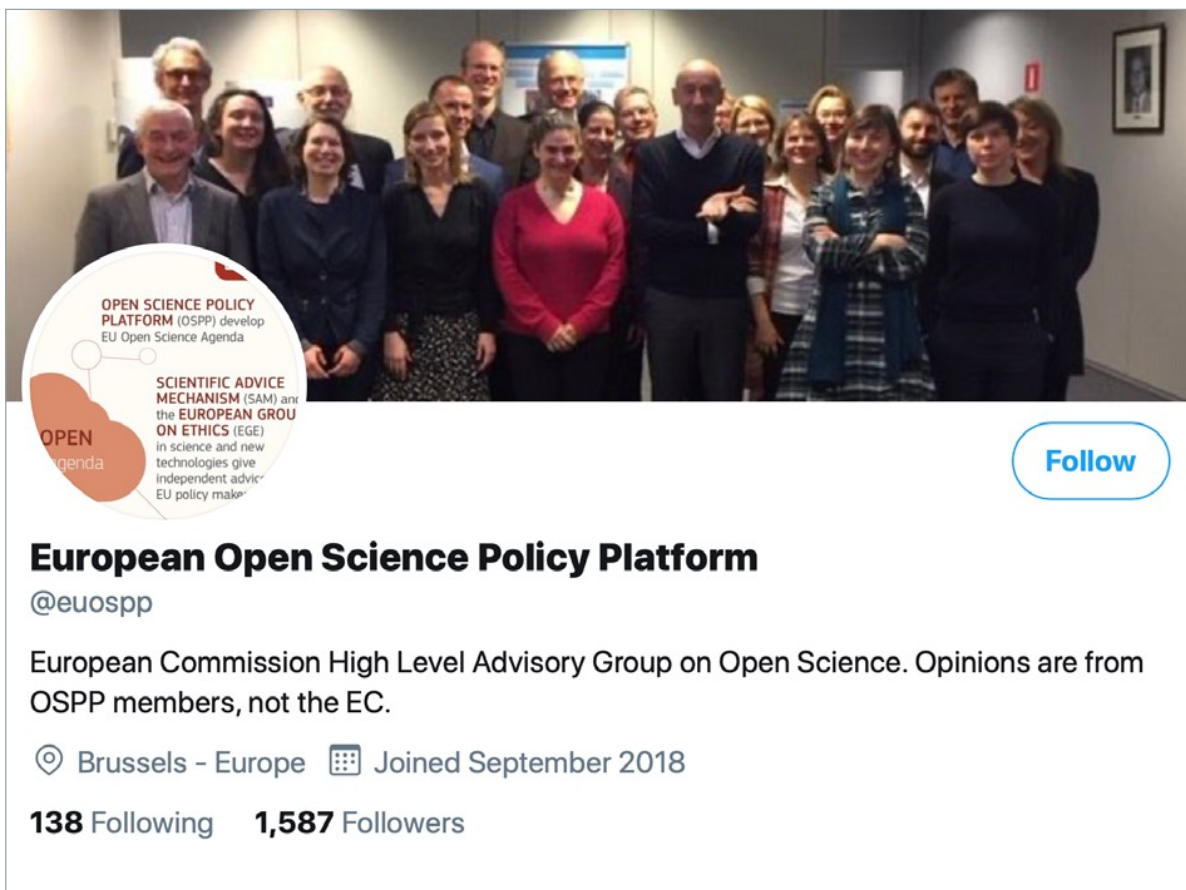 OPEN SCIENCE POLICY
PLATFORM (OSPP) develop
EU Open Science Agenda
SCIENTIFIC ADVICE
MECHANISM (SAM) and
the EUROPEAN GROU
ON ETHICS (EGE)
in science and new
technologies give
independent advic
EU policy make
OPEN
genda
Follow
European Open Science Policy Platform
@euospp
European Commission High Level Advisory Group on Open Science. Opinions are from
OSPP members, not the EC.
Brussels - Europe Joined September 2018
138 Following 1,587 Followers